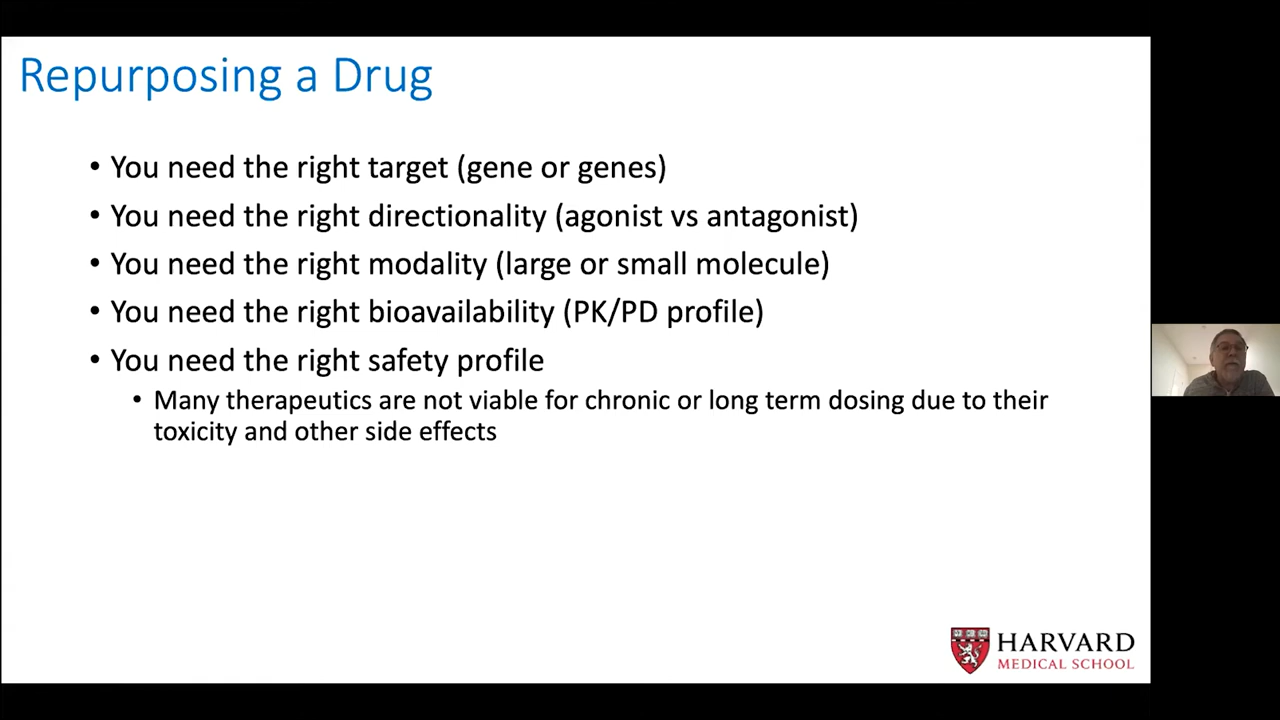 Repurposing a Drug
• You need the right target (gene or genes)
• You need the right directionality (agonist vs antagonist)
• You need the right modality (large or small molecule)
• You need the right bioavailability (PK/PD profile)
• You need the right safety profile
• Many therapeutics are not viable for chronic or long term dosing due to their
toxicity and other side effects
HARVARD
MEDICAL SCHOOL